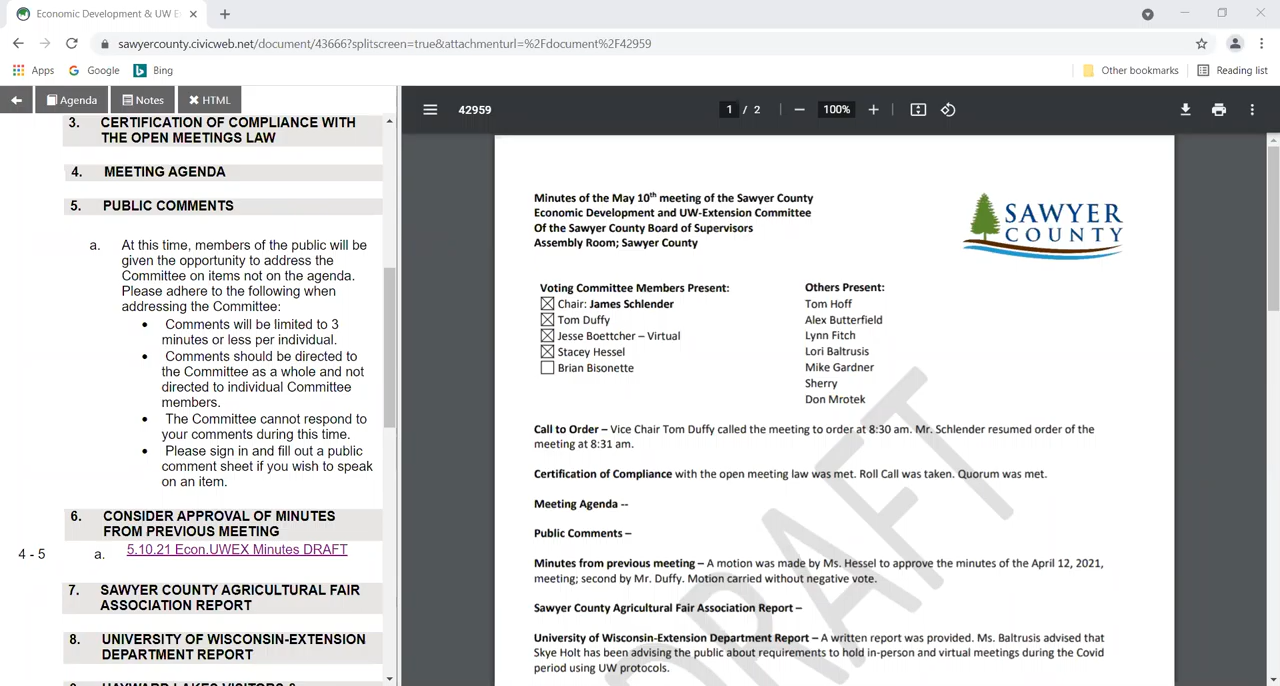 Economic Development & UW E
sawyercounty.civicweb.net/document/43666?splitscreen=true&attachmenturl=%2Fdocument%2F42959
Apps
Google
Bing
Other bookmarks
Reading list
Agenda
Notes
HTML
3. CERTIFICATION OF COMPLIANCE WITH
THE OPEN MEETINGS LAW
4. MEETING AGENDA
5. PUBLIC COMMENTS
a. At this time, members of the public will be
given the opportunity to address the
Committee on items not on the agenda.
Please adhere to the following when
addressing the Committee:
• Comments will be limited to 3
minutes or less per individual.
• Comments should be directed to
the Committee as a whole and not
directed to individual Committee
members.
• The Committee cannot respond to
your comments during this time.
• Please sign in and fill out a public
comment sheet if you wish to speak
on an item.
6. CONSIDER APPROVAL OF MINUTES
FROM PREVIOUS MEETING
4 - 5 a. 5.10.21 Econ.UWEX Minutes DRAFT
7. SAWYER COUNTY AGRICULTURAL FAIR
ASSOCIATION REPORT
8. UNIVERSITY OF WISCONSIN-EXTENSION
DEPARTMENT REPORT
42959
1 / 2
100%
Minutes of the May 10th meeting of the Sawyer County
Economic Development and UW-Extension Committee
Of the Sawyer County Board of Supervisors
Assembly Room; Sawyer County
SAWYER
COUNTY
Voting Committee Members Present:
Chair: James Schlender
Tom Duffy
Jesse Boettcher – Virtual
Stacey Hessel
Brian Bisonette
Others Present:
Tom Hoff
Alex Butterfield
Lynn Fitch
Lori Baltrusis
Mike Gardner
Sherry
Don Mrotek
Call to Order – Vice Chair Tom Duffy called the meeting to order at 8:30 am. Mr. Schlender resumed order of the
meeting at 8:31 am.
Certification of Compliance with the open meeting law was met. Roll Call was taken. Quorum was met.
Meeting Agenda --
Public Comments –
Minutes from previous meeting – A motion was made by Ms. Hessel to approve the minutes of the April 12, 2021,
meeting; second by Mr. Duffy. Motion carried without negative vote.
Sawyer County Agricultural Fair Association Report –
University of Wisconsin-Extension Department Report – A written report was provided. Ms. Baltrusis advised that
Skye Holt has been advising the public about requirements to hold in-person and virtual meetings during the Covid
period using UW protocols.
DRAFT